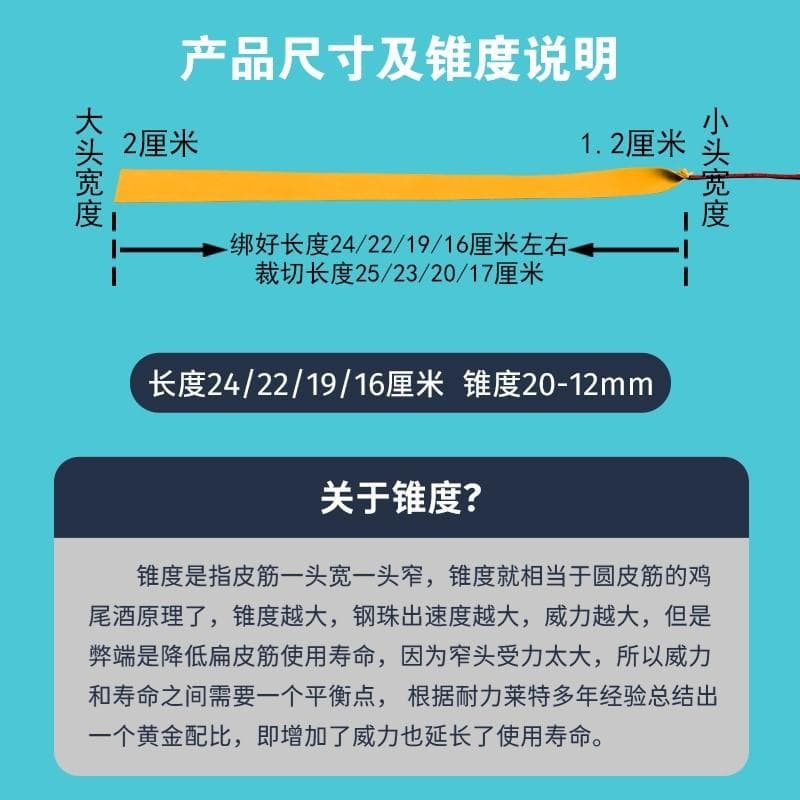 产品尺寸及锥度说明
大头宽度
2厘米
1.2厘米
小头宽度
绑好长度24/22/19/16厘米左右
裁切长度25/23/20/17厘米
长度24/22/19/16厘米 锥度20-12mm
关于锥度?
锥度是指皮筋一头宽一头窄，锥度就相当于圆皮筋的鸡
尾酒原理了，锥度越大，钢珠出速度越大，威力越大，但是
弊端是降低扁皮筋使用寿命，因为窄头受力太大，所以威力
和寿命之间需要一个平衡点， 根据耐力莱特多年经验总结出
一个黄金配比，即增加了威力也延长了使用寿命。